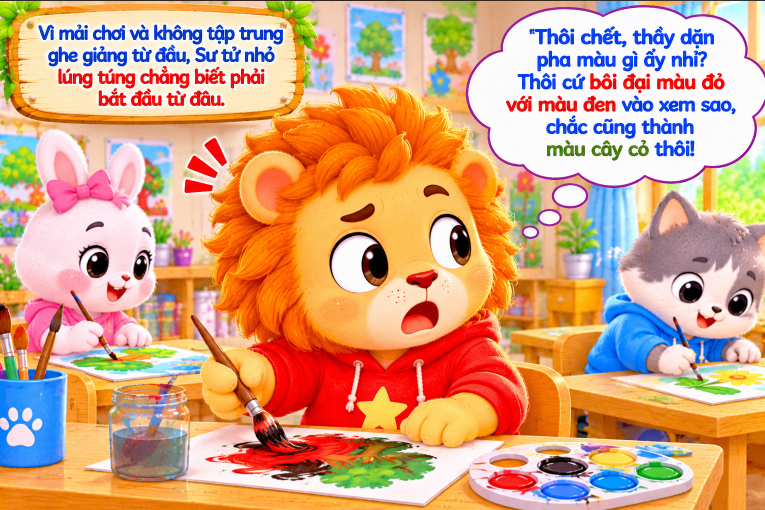 Vì mải chơi và không tập trung
ghe giảng từ đầu, Sư tử nhỏ
lúng túng chẳng biết phải
bắt đầu từ đâu.
"Thôi chết, thầy dặn
pha màu gì ấy nhỉ?
Thôi cứ bôi đại màu đỏ
với màu đen vào xem sao,
chắc cũng thành
màu cây cỏ thôi!